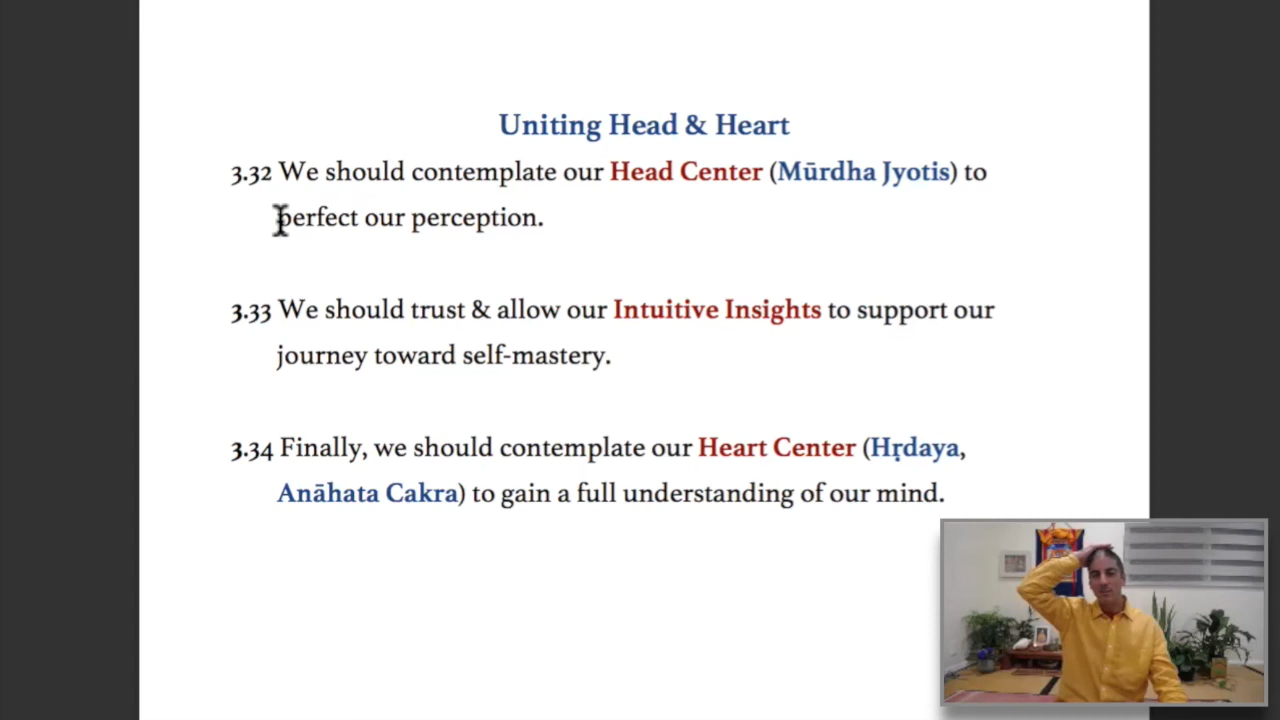 Uniting Head & Heart
3.32 We should contemplate our Head Center (Mūrdha Jyotis) to
perfect our perception.
3.33 We should trust & allow our Intuitive Insights to support our
journey toward self-mastery.
3.34 Finally, we should contemplate our Heart Center (Hṛdaya,
Anāhata Cakra) to gain a full understanding of our mind.